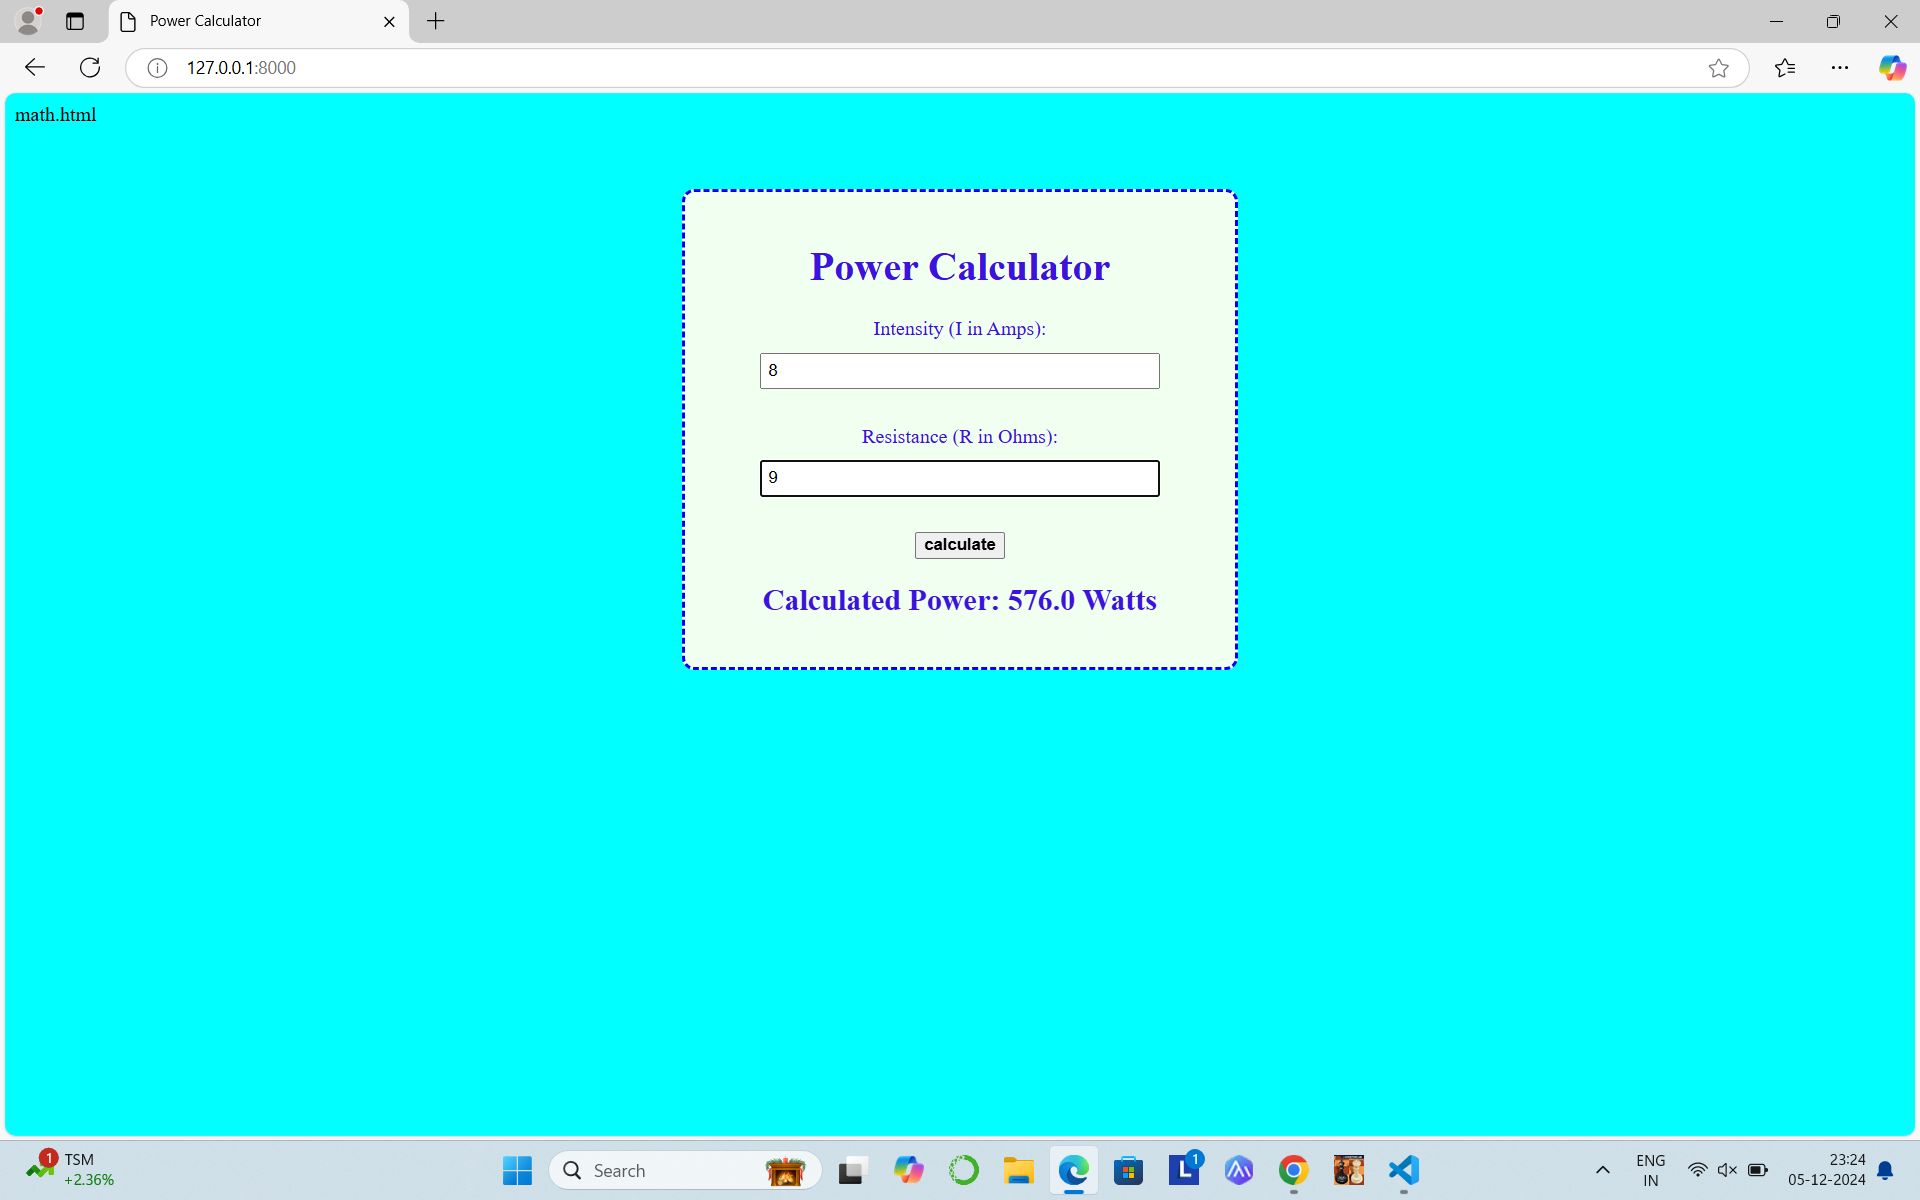 Power Calculator
127.0.0.1:8000
math.html
Power Calculator
Intensity (I in Amps):
8
Resistance (R in Ohms):
9
calculate
Calculated Power: 576.0 Watts
1
TSM
+2.36%
Search
L
1
ENG
IN
23:24
05-12-2024